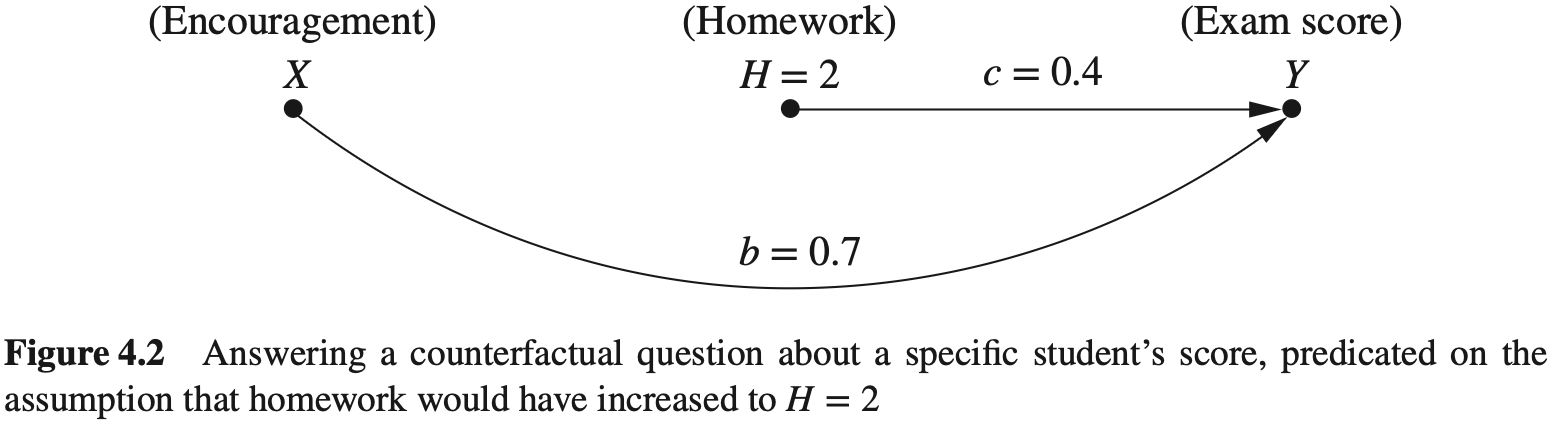 (Encouragement) (Homework) (Exam score)
X H = 2 c = 0.4 Y
b = 0.7
Figure 4.2 Answering a counterfactual question about a specific student’s score, predicated on the
assumption that homework would have increased to H = 2